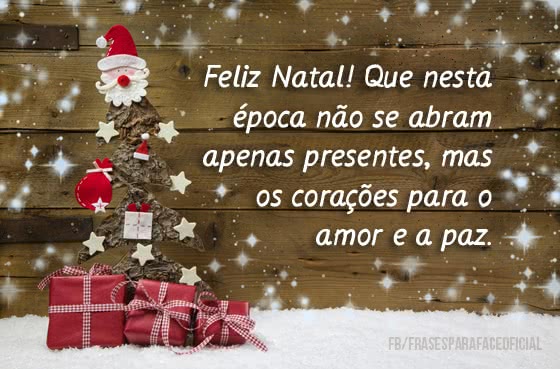 Feliz Natal! Que nesta
época não se abram
apenas presentes, mas
os corações para o
amor e a paz.
FB/FRASESPARAFACEOFICIAL